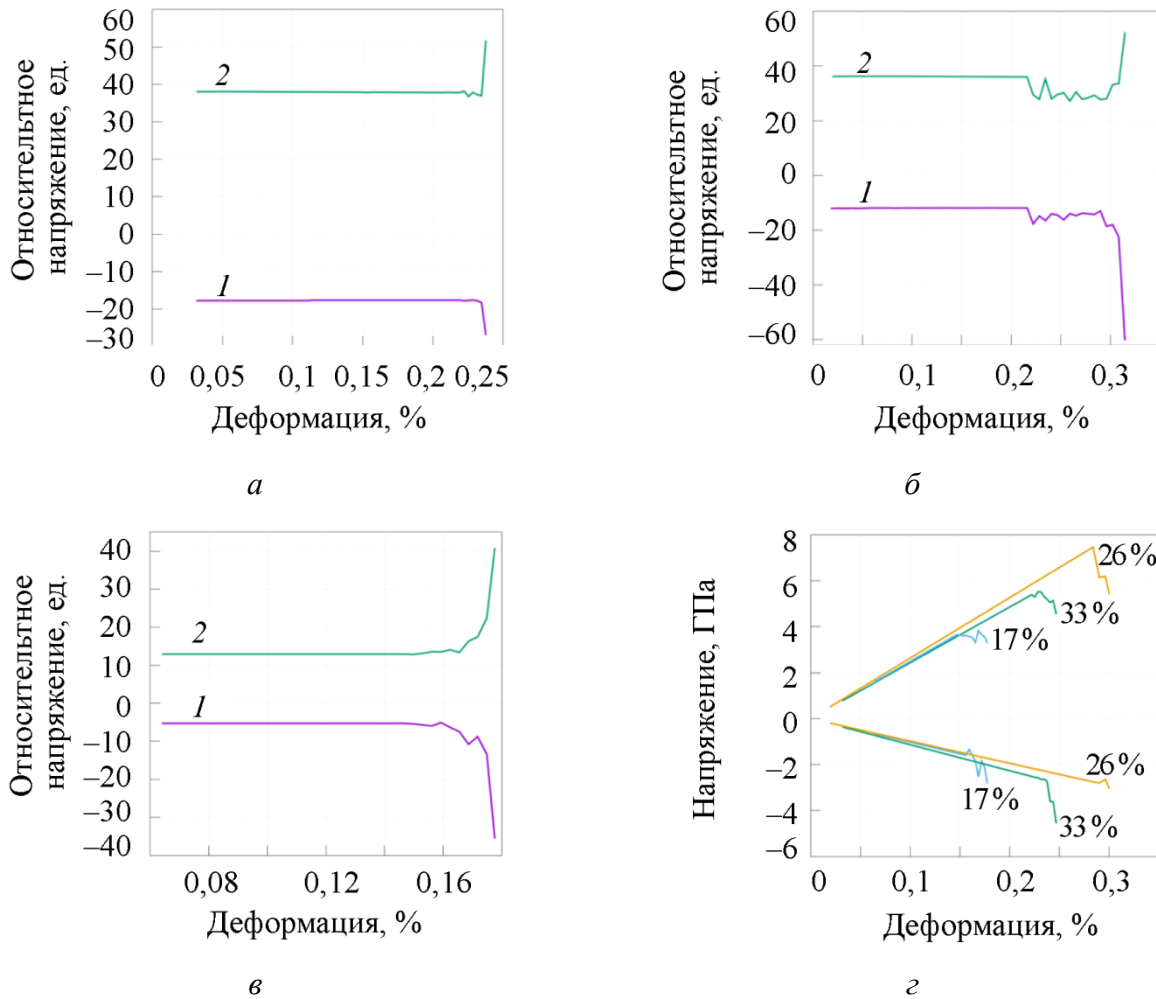 60
50
40
30
20
10
0
–10
–20
–30
Относительтное
напряжение, ед.
2
1
0 0,05 0,1 0,15 0,2 0,25
Деформация, %
а
60
40
20
0
–20
–40
–60
Относительтное
напряжение, ед.
2
1
0 0,1 0,2 0,3
Деформация, %
б
40
30
20
10
0
–10
–20
–30
–40
Относительтное
напряжение, ед.
2
1
0,08 0,12 0,16
Деформация, %
в
8
6
4
2
0
–2
–4
–6
Напряжение, ГПа
26%
33%
17%
26%
17%
33%
0 0,1 0,2 0,3
Деформация, %
г